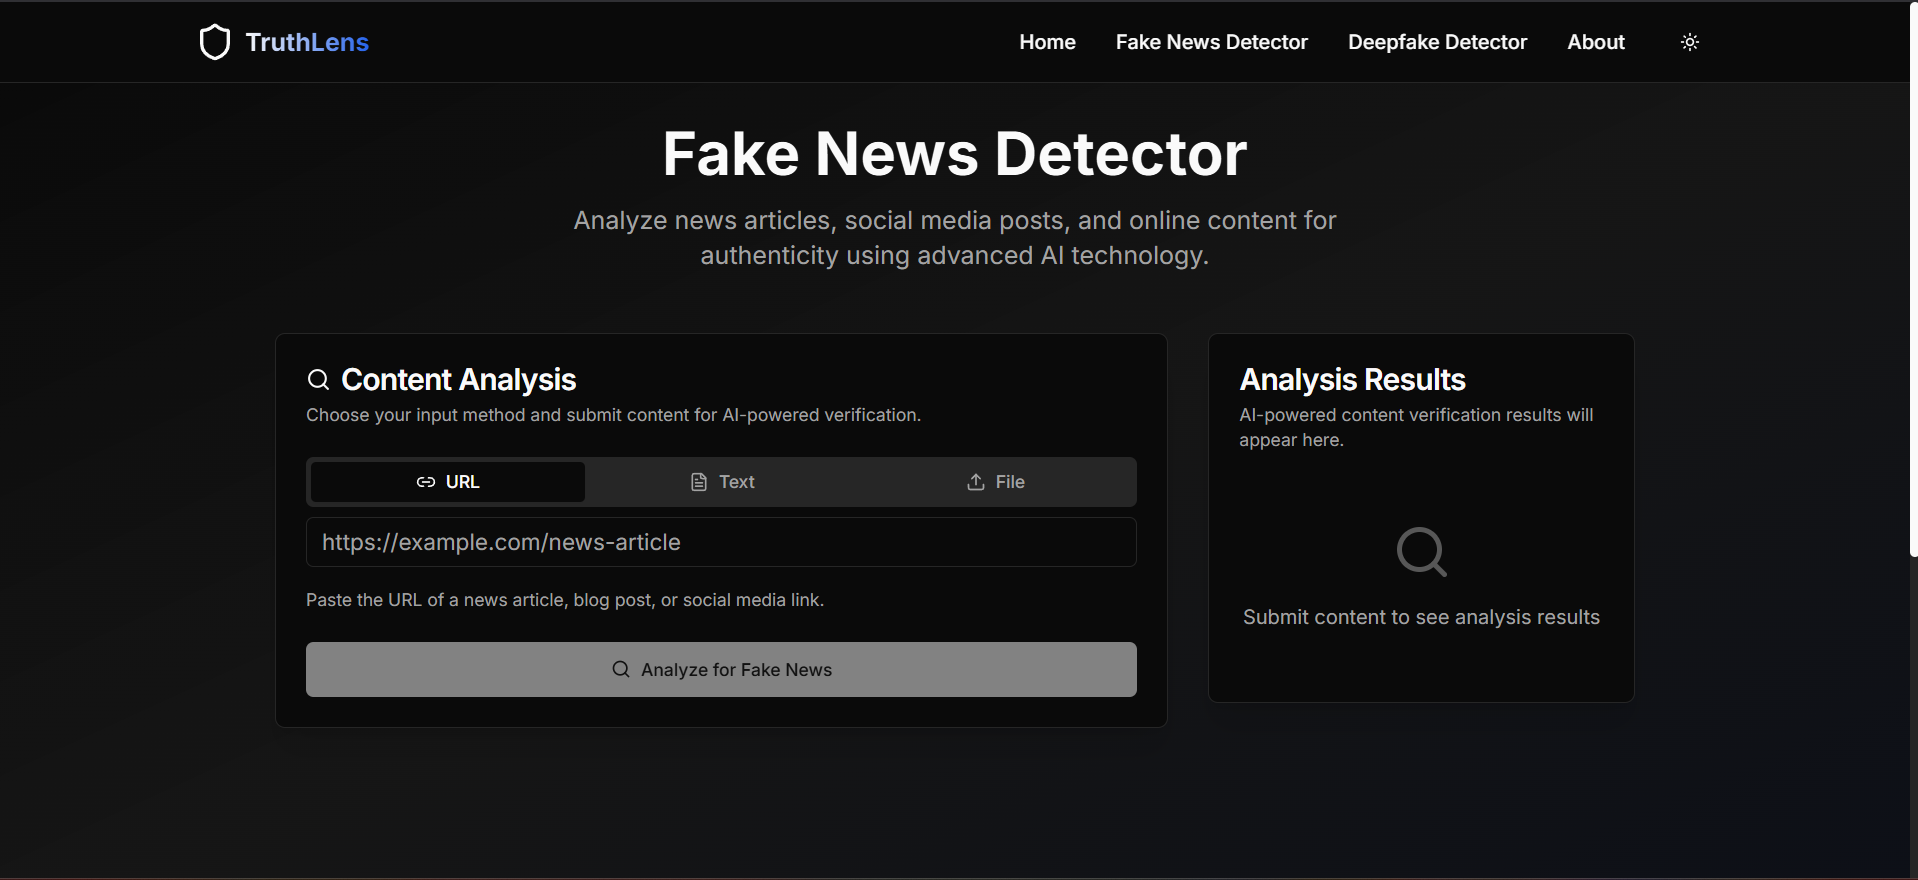 TruthLens
Home
Fake News Detector
Deepfake Detector
About
Fake News Detector
Analyze news articles, social media posts, and online content for
authenticity using advanced AI technology.
Content Analysis
Choose your input method and submit content for AI-powered verification.
URL
Text
File
https://example.com/news-article
Paste the URL of a news article, blog post, or social media link.
Analyze for Fake News
Analysis Results
AI-powered content verification results will
appear here.
Submit content to see analysis results